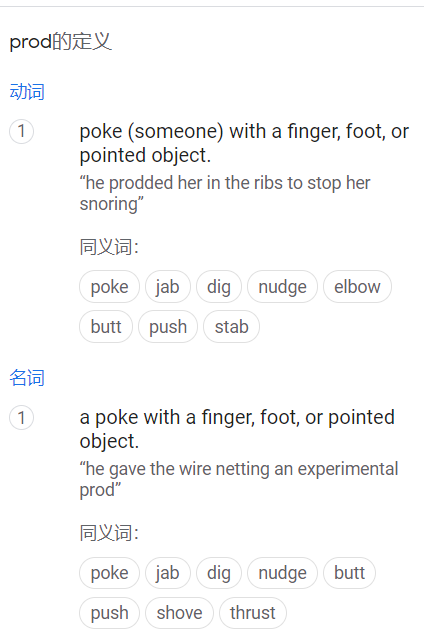 prod的定义
动词
1
poke (someone) with a finger, foot, or
pointed object.
“he prodded her in the ribs to stop her
snoring”
同义词：
poke jab dig nudge elbow
butt push stab
名词
1
a poke with a finger, foot, or pointed
object.
“he gave the wire netting an experimental
prod”
同义词：
poke jab dig nudge butt
push shove thrust